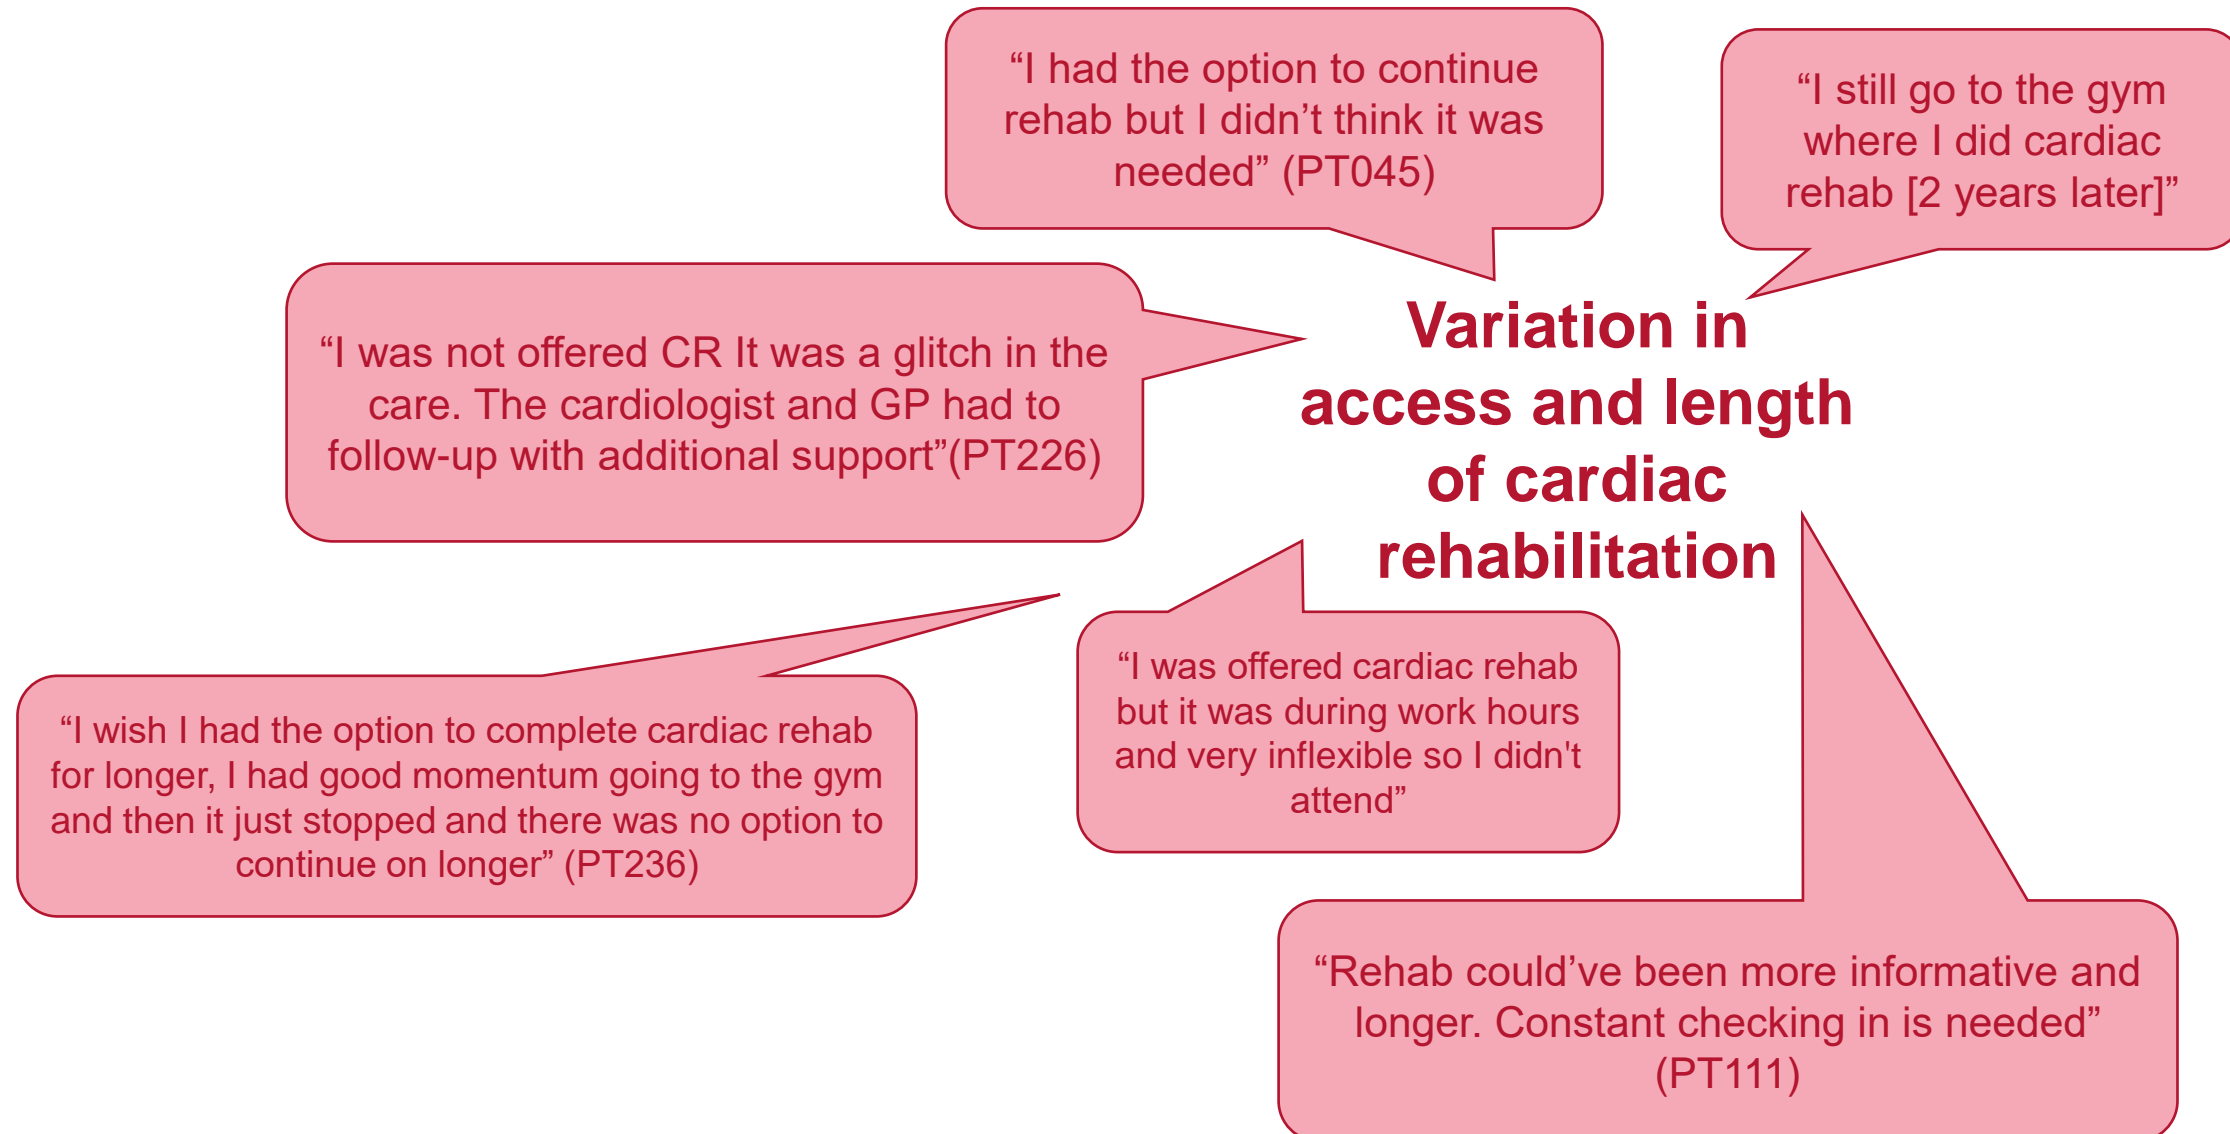 “I had the option to continue
rehab but I didn’t think it was
needed” (PT045)
“I still go to the gym
where I did cardiac
rehab [2 years later]”
“I was not offered CR It was a glitch in the
care. The cardiologist and GP had to
follow-up with additional support”(PT226)
Variation in
access and length
of cardiac
rehabilitation
“I wish I had the option to complete cardiac rehab
for longer, I had good momentum going to the gym
and then it just stopped and there was no option to
continue on longer” (PT236)
“I was offered cardiac rehab
but it was during work hours
and very inflexible so I didn't
attend”
“Rehab could’ve been more informative and
longer. Constant checking in is needed”
(PT111)